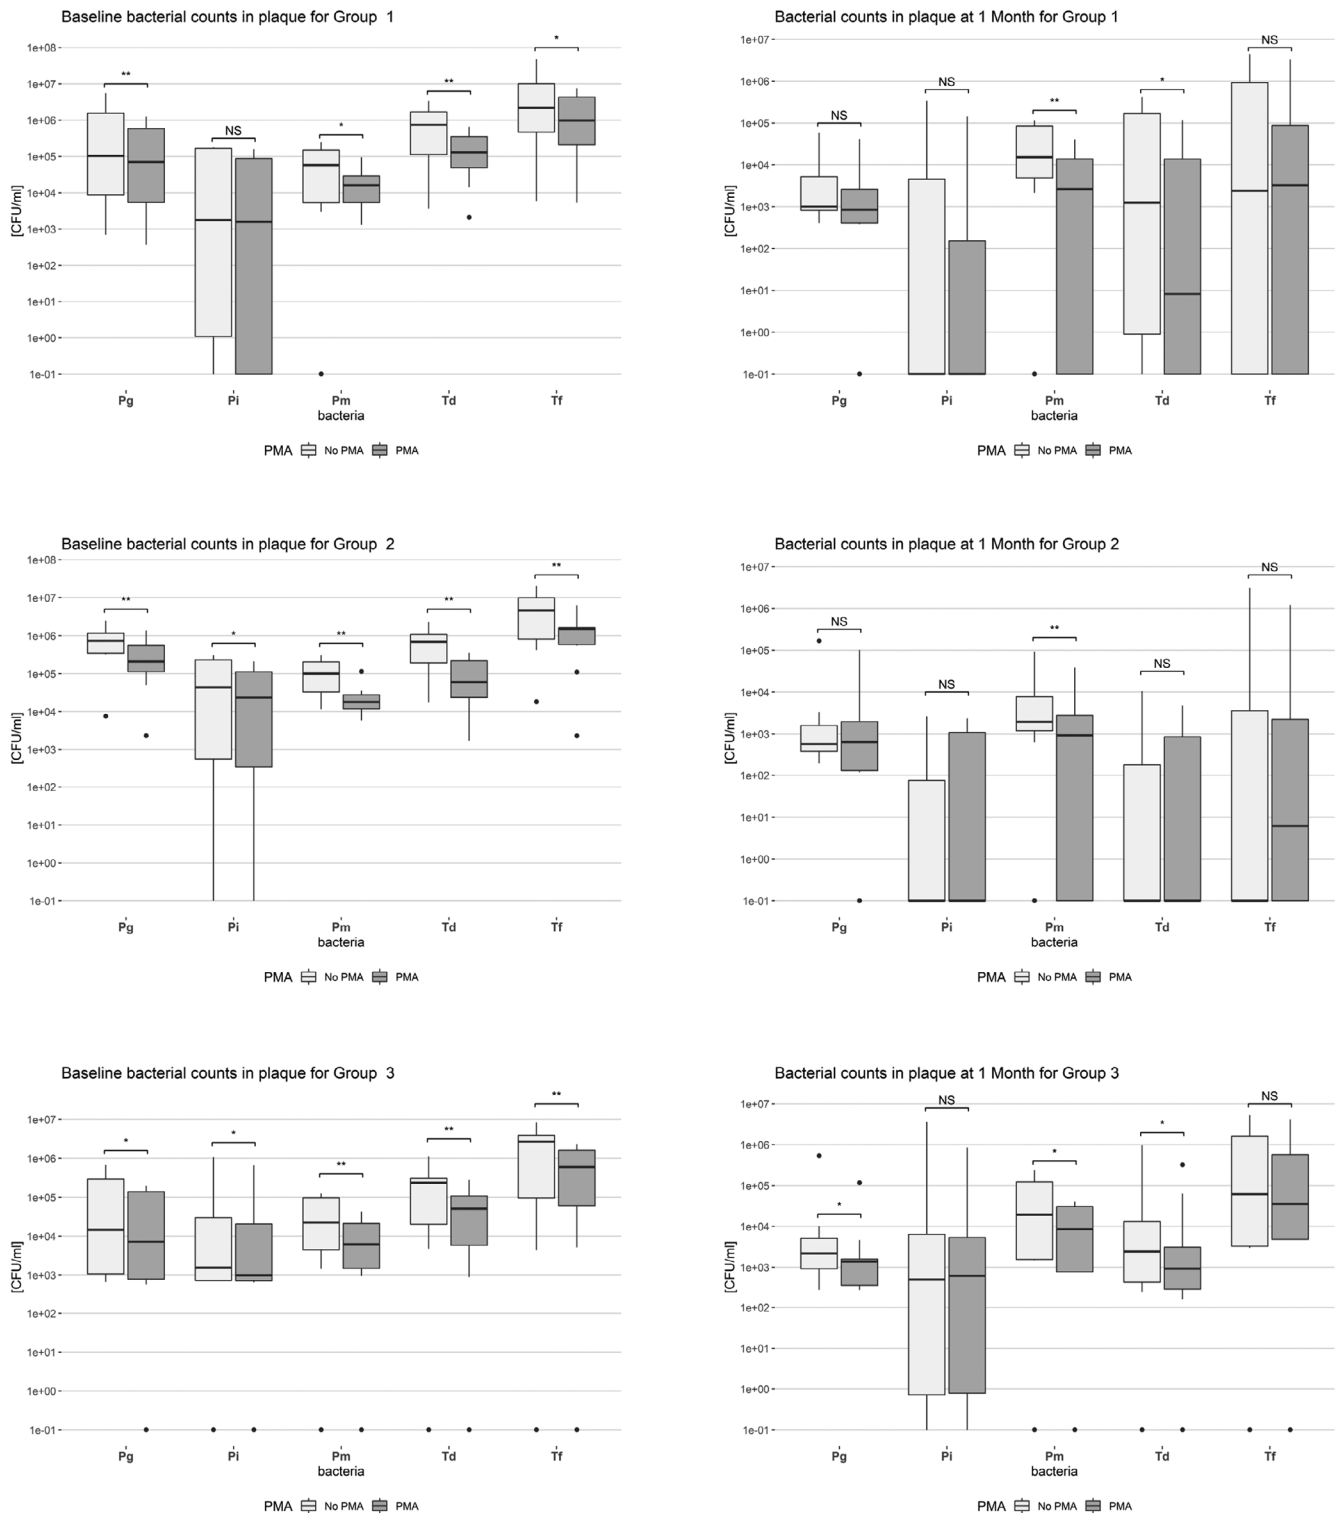 Baseline bacterial counts in plaque for Group 1
[CFU/ml]
1e+08
1e+07
1e+06
1e+05
1e+04
1e+03
1e+02
1e+01
1e+00
1e-01
** NS * ** *
Pg Pi Pm Td Tf
bacteria
PMA No PMA PMA
Bacterial counts in plaque at 1 Month for Group 1
[CFU/ml]
1e+07
1e+06
1e+05
1e+04
1e+03
1e+02
1e+01
1e+00
1e-01
NS NS ** * NS
Pg Pi Pm Td Tf
bacteria
PMA No PMA PMA
Baseline bacterial counts in plaque for Group 2
[CFU/ml]
1e+08
1e+07
1e+06
1e+05
1e+04
1e+03
1e+02
1e+01
1e+00
1e-01
** * ** ** **
Pg Pi Pm Td Tf
bacteria
PMA No PMA PMA
Bacterial counts in plaque at 1 Month for Group 2
[CFU/ml]
1e+07
1e+06
1e+05
1e+04
1e+03
1e+02
1e+01
1e+00
1e-01
NS NS ** NS NS
Pg Pi Pm Td Tf
bacteria
PMA No PMA PMA
Baseline bacterial counts in plaque for Group 3
[CFU/ml]
1e+07
1e+06
1e+05
1e+04
1e+03
1e+02
1e+01
1e+00
1e-01
* * ** ** **
Pg Pi Pm Td Tf
bacteria
PMA No PMA PMA
Bacterial counts in plaque at 1 Month for Group 3
[CFU/ml]
1e+07
1e+06
1e+05
1e+04
1e+03
1e+02
1e+01
1e+00
1e-01
* NS * * NS
Pg Pi Pm Td Tf
bacteria
PMA No PMA PMA